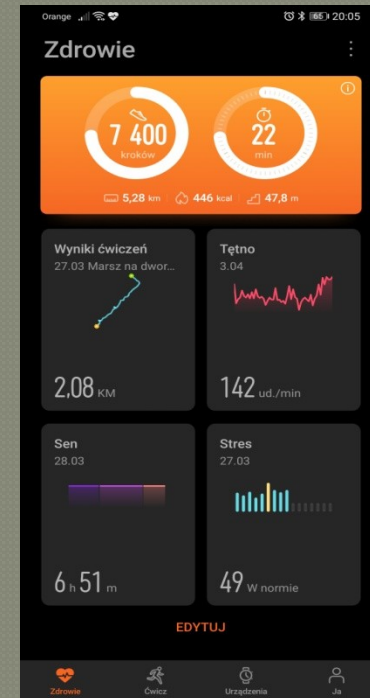 Orange 65 20:05
Zdrowie
7 400
kroków
22
min
5,28 km 446 kcal 47,8 m
Wyniki ćwiczeń
27.03 Marsz na dwor...
2,08 KM
Tętno
3.04
142 ud./min
Sen
28.03
6 h 51 m
Stres
27.03
49 W normie
EDYTUJ
Zdrowie Ćwicz Urządzenia Ja